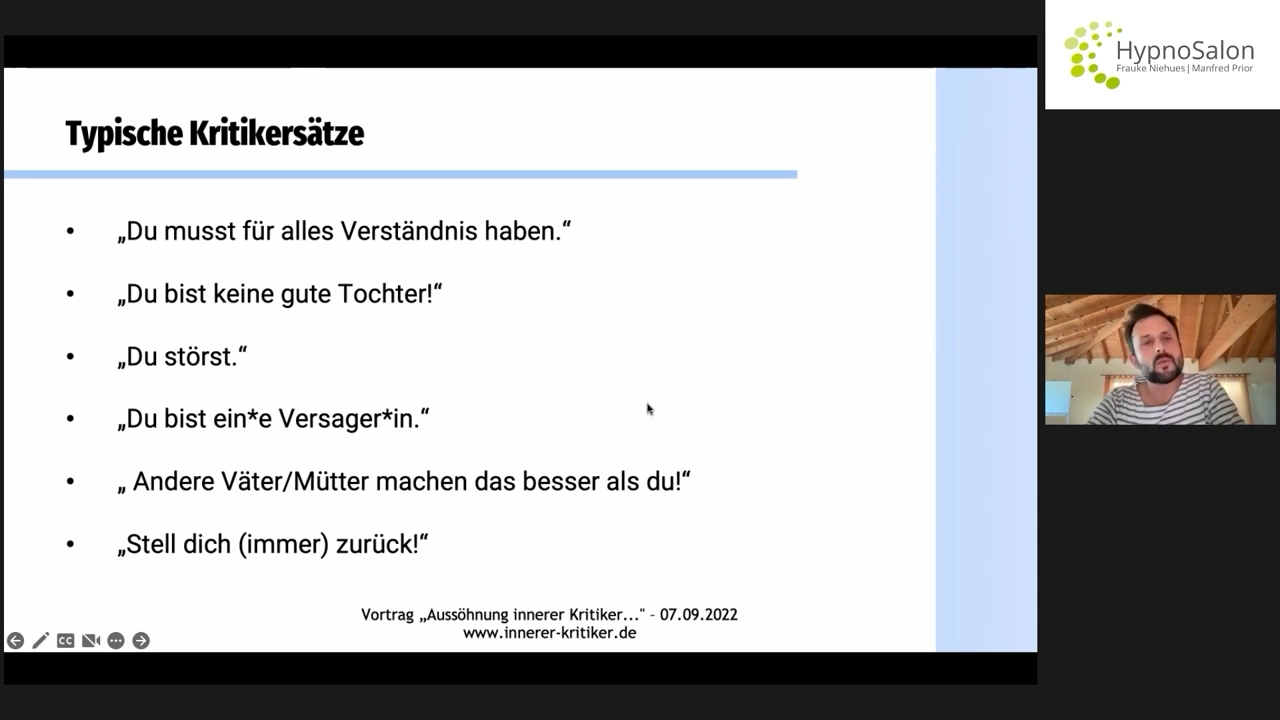 Typische Kritikersätze
• „Du musst für alles Verständnis haben.“
• „Du bist keine gute Tochter!“
• „Du störst.“
• „Du bist ein*e Versager*in.“
• „ Andere Väter/Mütter machen das besser als du!“
• „Stell dich (immer) zurück!“
Vortrag „Aussöhnung innerer Kritiker..." - 07.09.2022
www.innerer-kritiker.de
CC
HypnoSalon
Frauke Niehues | Manfred Prior